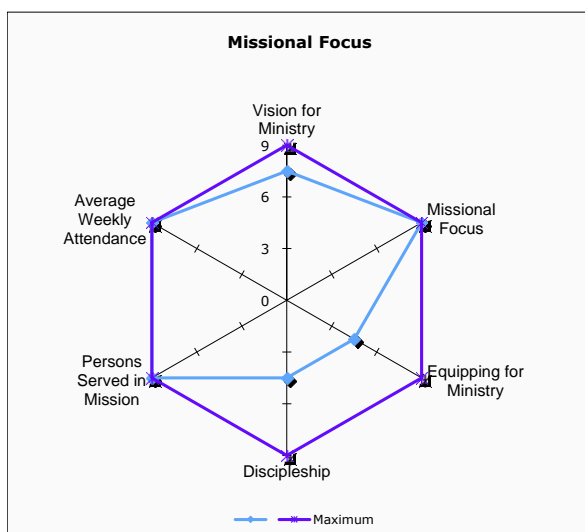 Missional Focus
Vision for
Ministry
9
Average
Weekly
Attendance
6
Missional
Focus
3
0
Persons
Served in
Mission
Equipping for
Ministry
Discipleship
Maximum